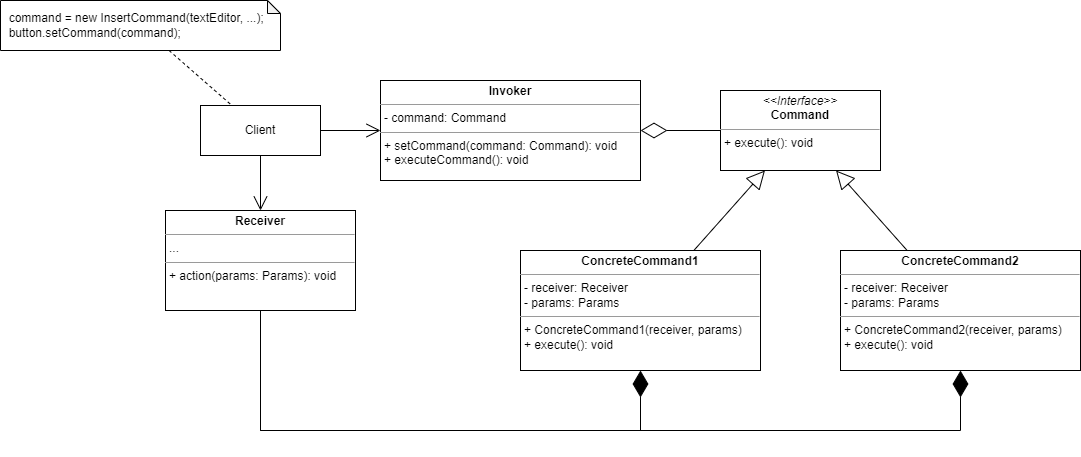 command = new InsertCommand(textEditor, ...);
button.setCommand(command);
Client
Invoker
- command: Command
+ setCommand(command: Command): void
+ executeCommand(): void
<<Interface>>
Command
+ execute(): void
Receiver
...
+ action(params: Params): void
ConcreteCommand1
- receiver: Receiver
- params: Params
+ ConcreteCommand1(receiver, params)
+ execute(): void
ConcreteCommand2
- receiver: Receiver
- params: Params
+ ConcreteCommand2(receiver, params)
+ execute(): void